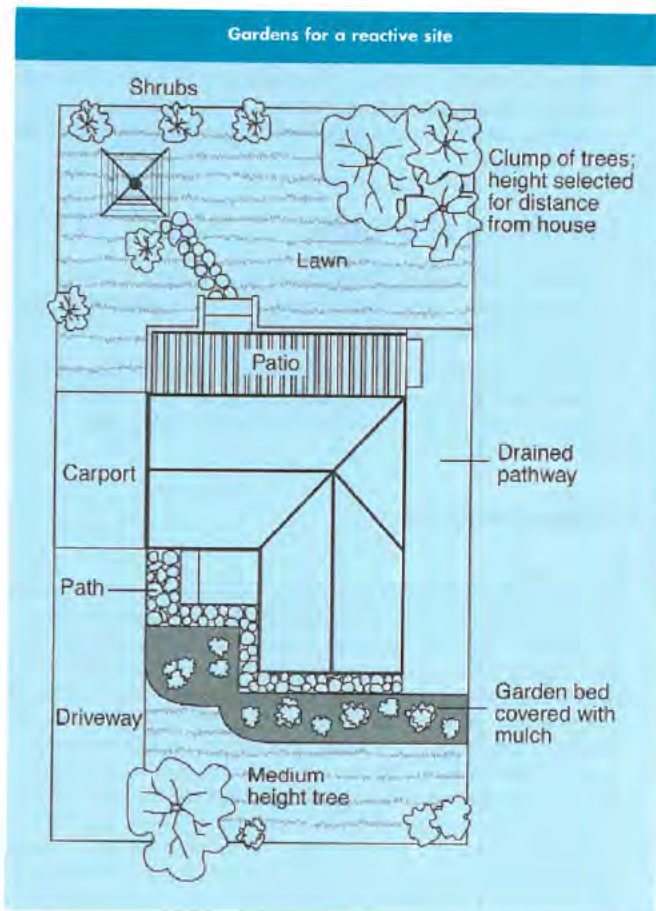 Gardens for a reactive site
Shrubs
Clump of trees;
height selected
for distance
from house
Lawn
Patio
Carport
Drained
pathway
Path
Driveway
Garden bed
covered with
mulch
Medium
height tree